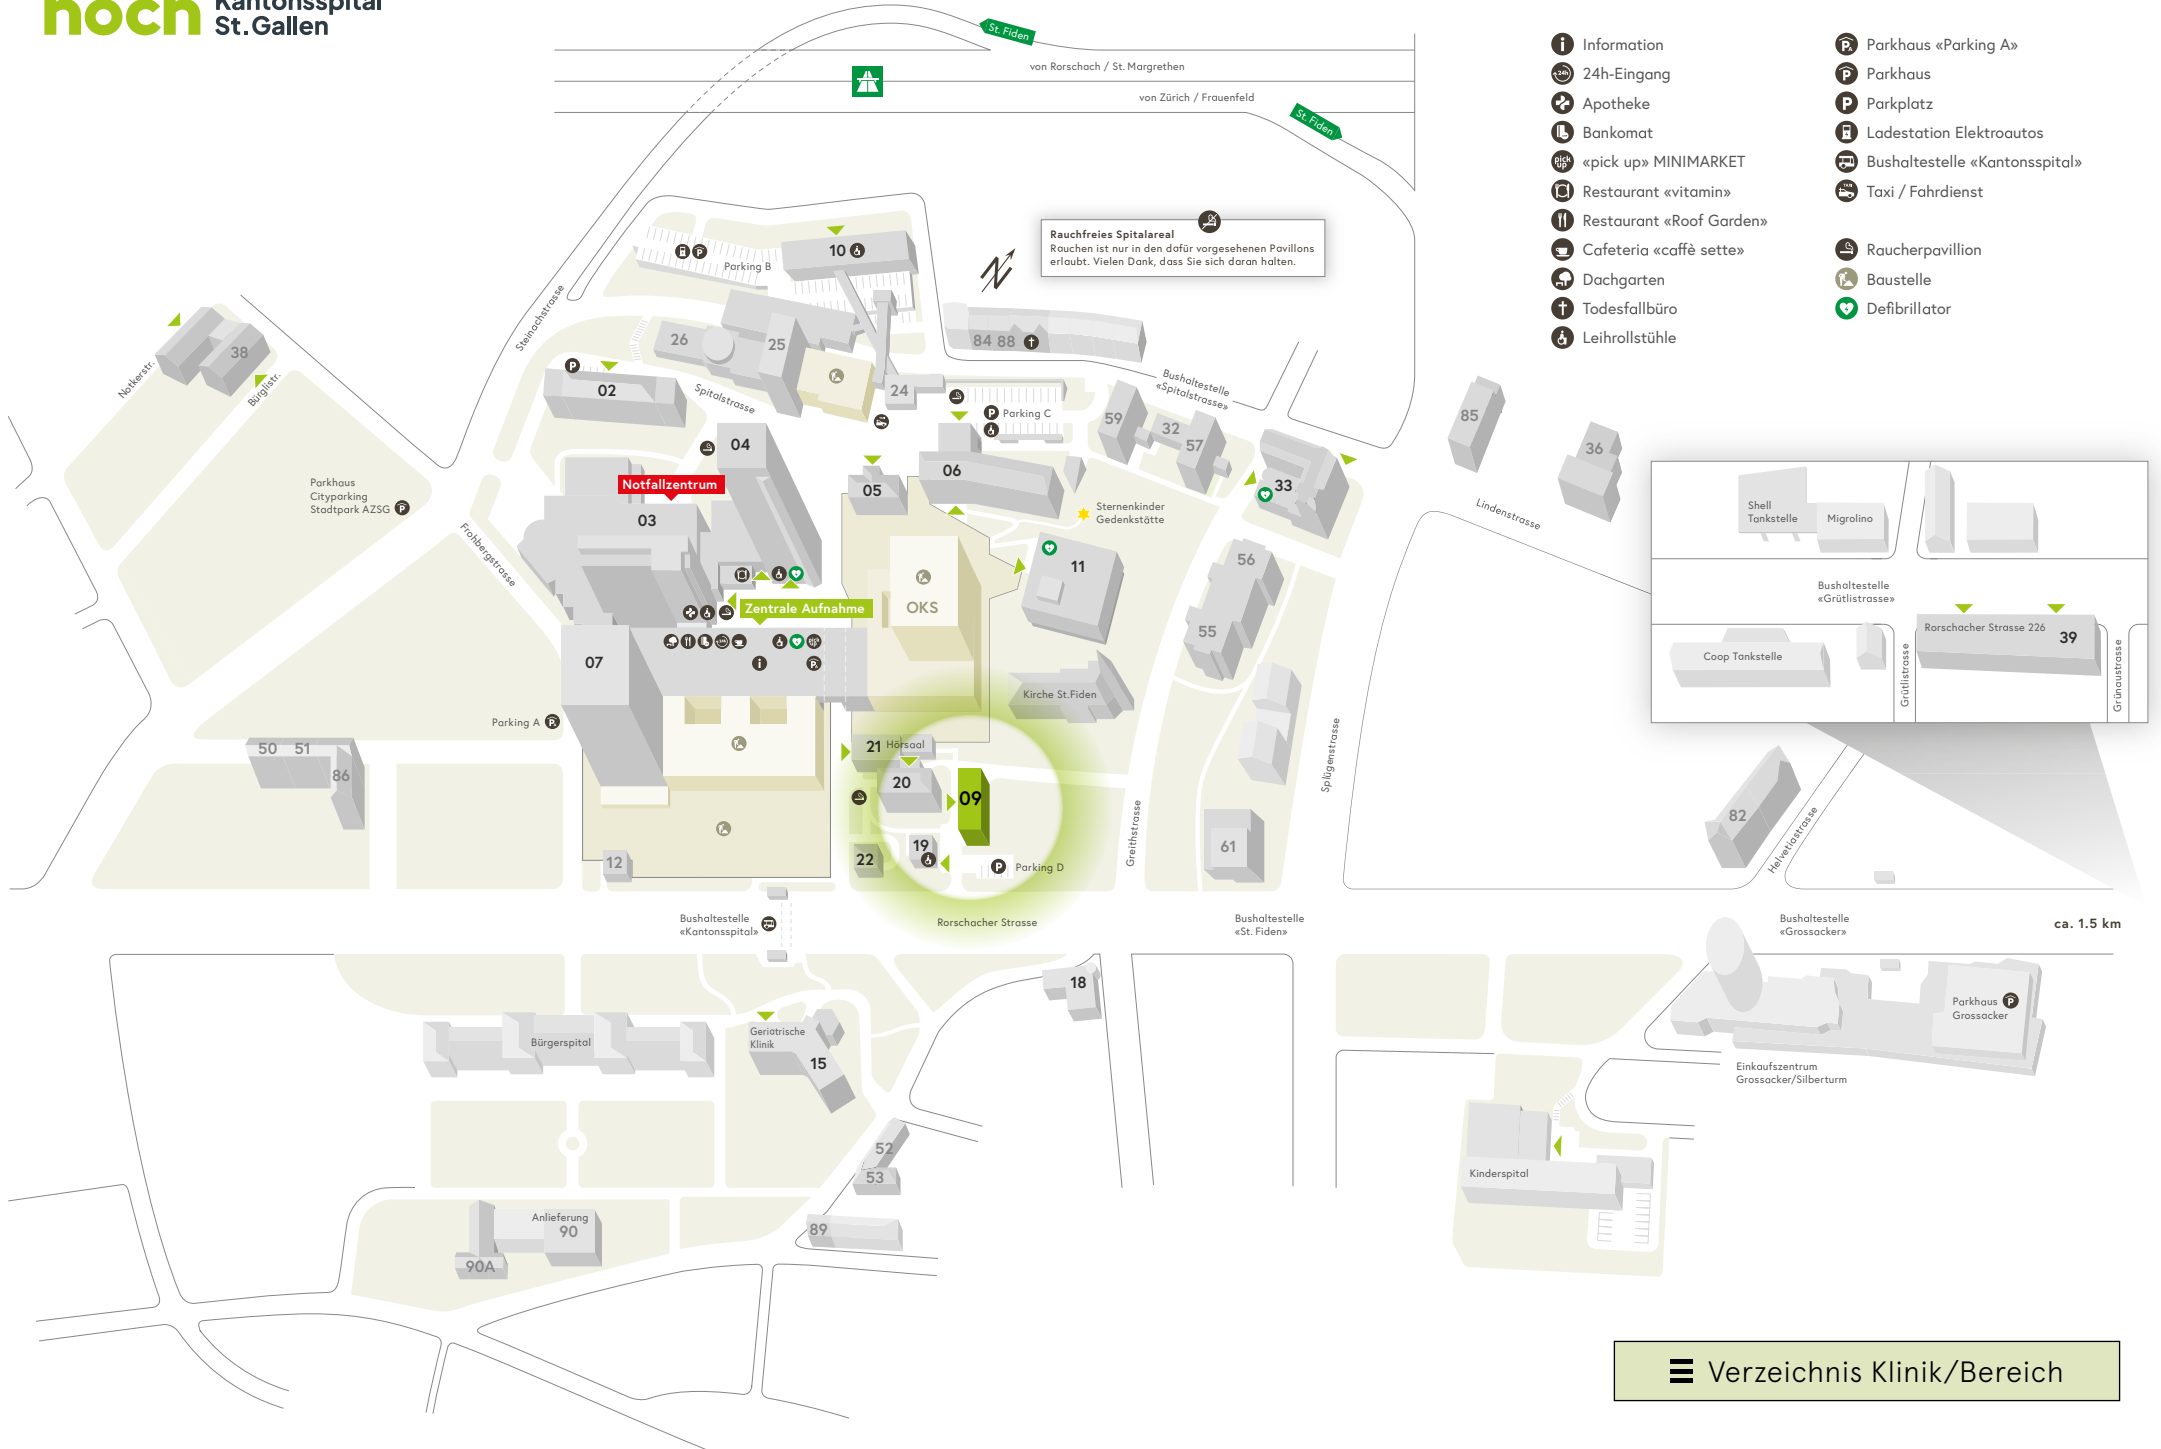 noch Kantonsspital
St.Gallen
St. Fiden
von Rorschach / St. Margrethen
von Zürich / Frauenfeld
St. Fiden
Information
24h-Eingang
Apotheke
Bankomat
«pick up» MINIMARKET
Restaurant «vitamin»
Restaurant «Roof Garden»
Cafeteria «caffè sette»
Dachgarten
Todesfallbüro
Leihrollstühle
Parkhaus «Parking A»
Parkhaus
Parkplatz
Ladestation Elektroautos
Bushaltestelle «Kantonsspital»
Taxi / Fahrdienst
Raucherpavillion
Baustelle
Defibrillator
Rauchfreies Spitalareal
Rauchen ist nur in den dafür vorgesehenen Pavillons
erlaubt. Vielen Dank, dass Sie sich daran halten.
N
Parking B
10
Steinachstrasse
26
25
84 88
38
Notkerstr.
Bürglistr.
02
Spitalstrasse
24
Bushaltestelle
«Spitalstrasse»
Parking C
59
32
57
85
36
04
Notfallzentrum
03
05
06
33
Parkhaus
Cityparking
Stadtpark AZSG
Frohbergstrasse
Sternenkinder
Gedenkstätte
Lindenstrasse
11
56
55
OKS
Zentrale Aufnahme
07
Kirche St.Fiden
Parking A
50 51
86
21 Hörsaal
20
09
19
22
12
Parking D
Greithstrasse
Splügenstrasse
61
Shell
Tankstelle
Migrolino
Bushaltestelle
«Grütlistrasse»
Rorschacher Strasse 226
39
Coop Tankstelle
Grütlistrasse
Grünaustrasse
82
Helvetiastrasse
Bushaltestelle
«Kantonsspital»
Rorschacher Strasse
Bushaltestelle
«St. Fiden»
Bushaltestelle
«Grossacker»
ca. 1.5 km
18
Bürgerspital
Geriatrische
Klinik
15
Parkhaus
Grossacker
Einkaufszentrum
Grossacker/Silberturm
52
53
89
Anlieferung
90
90A
Kinderspital
Verzeichnis Klinik/Bereich